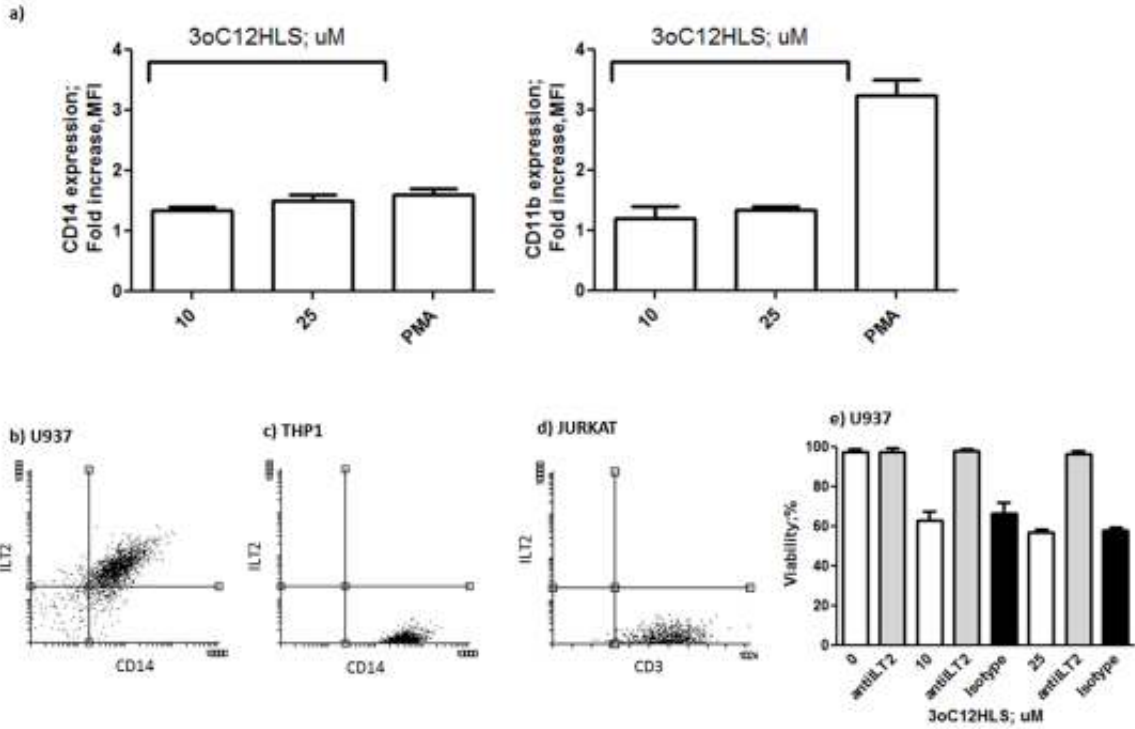 a)
3oC12HLS; uM
CD14 expression;
Fold increase,MFI
4
3
2
1
0
10
25
PMA
3oC12HLS; uM
CD11b expression;
Fold increase,MFI
4
3
2
1
0
10
25
PMA
b) U937
ILT2
CD14
c) THP1
ILT2
CD14
d) JURKAT
ILT2
CD3
e) U937
Viability;%
100
80
60
40
20
0
0
antiILT2
10
antiILT2
Isotype
25
antiILT2
Isotype
3oC12HLS; uM